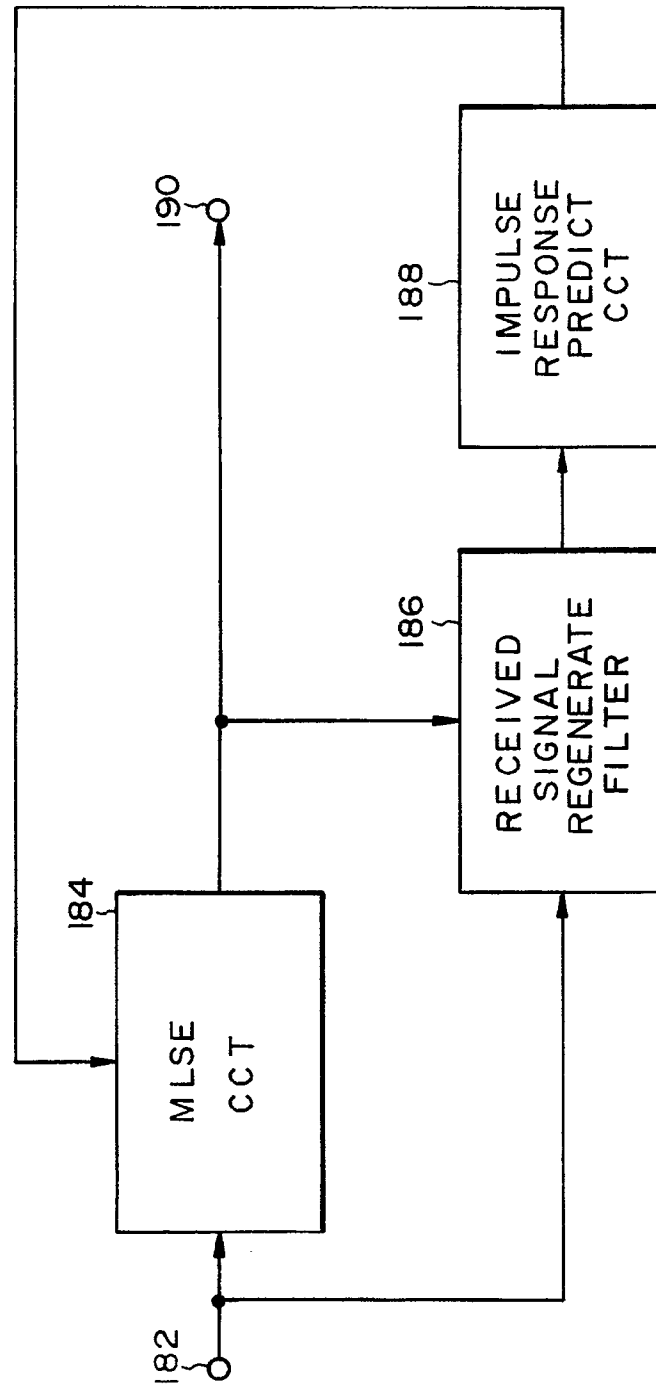 182
184
MLSE
CCT
190
186
RECEIVED
SIGNAL
REGENERATE
FILTER
188
IMPULSE
RESPONSE
PREDICT
CCT